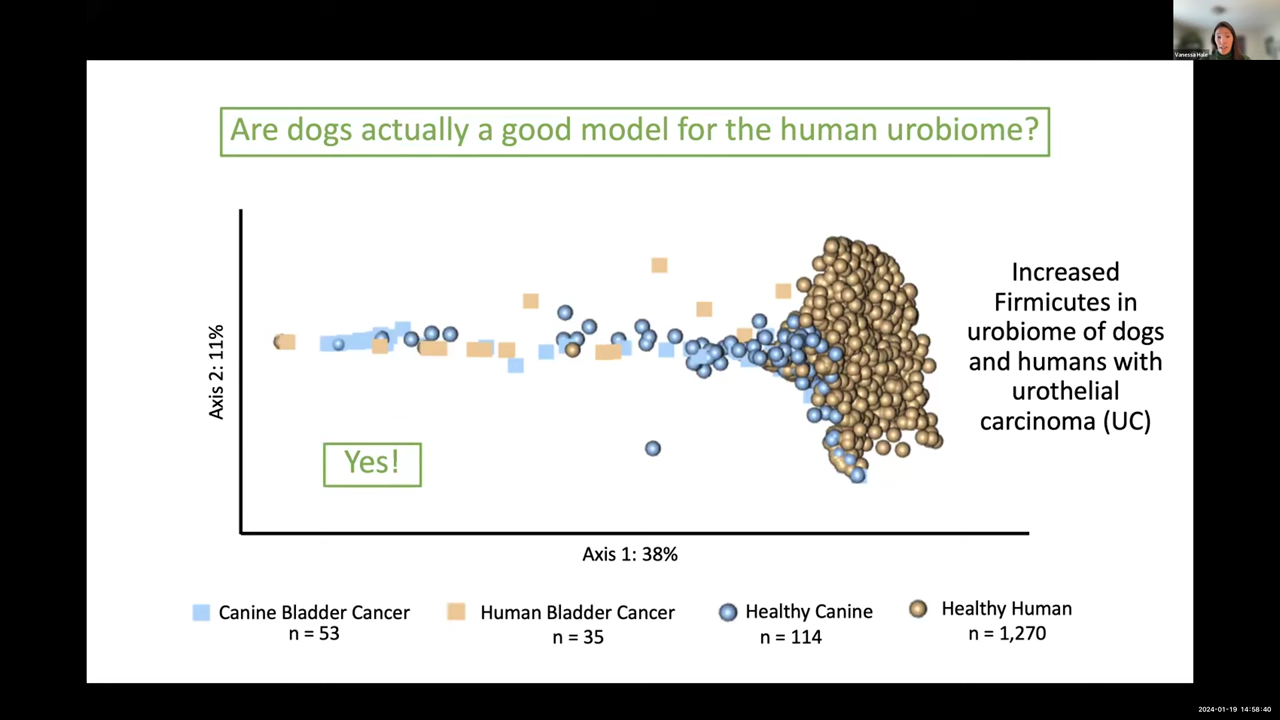 Vanessa Hale
Are dogs actually a good model for the human urobiome?
Axis 2: 11%
Increased
Firmicutes in
urobiome of dogs
and humans with
urothelial
carcinoma (UC)
Yes!
Axis 1: 38%
Canine Bladder Cancer
n = 53
Human Bladder Cancer
n = 35
Healthy Canine
n = 114
Healthy Human
n = 1,270
2024-01-19 14:58:40